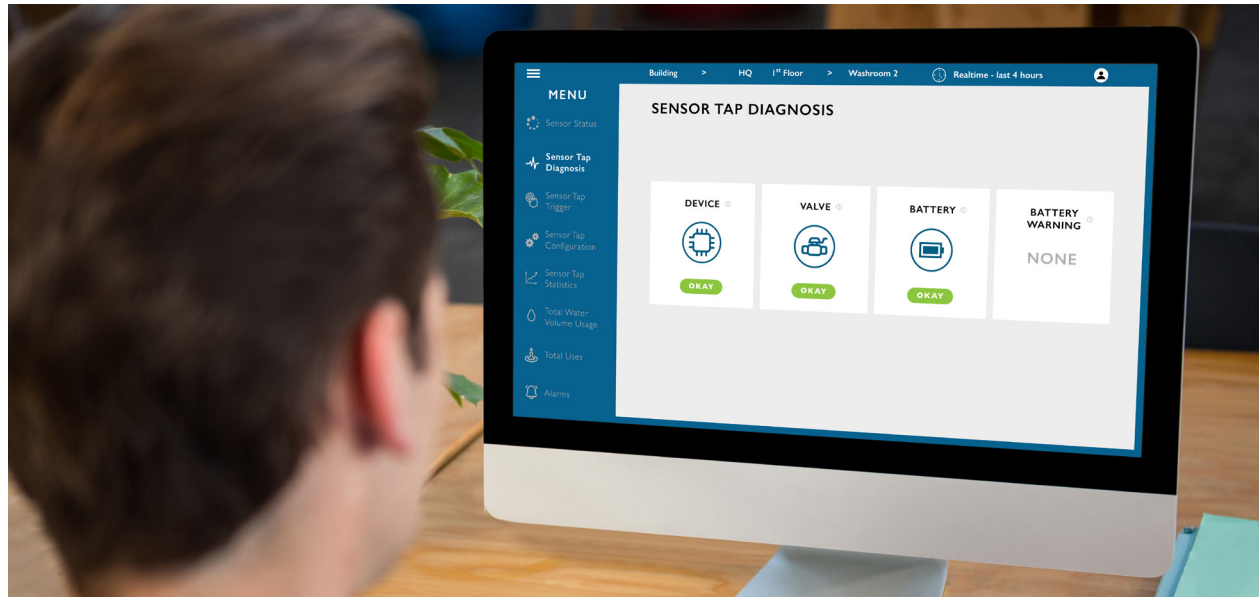 Building > HQ 1st Floor > Washroom 2 Realtime - last 4 hours
MENU
Sensor Status
Sensor Tap
Diagnosis
Sensor Tap
Trigger
Sensor Tap
Configuration
Sensor Tap
Statistics
Total Water
Volume Usage
Total Uses
Alarms
SENSOR TAP DIAGNOSIS
DEVICE
OKAY
VALVE
OKAY
BATTERY
OKAY
BATTERY
WARNING
NONE